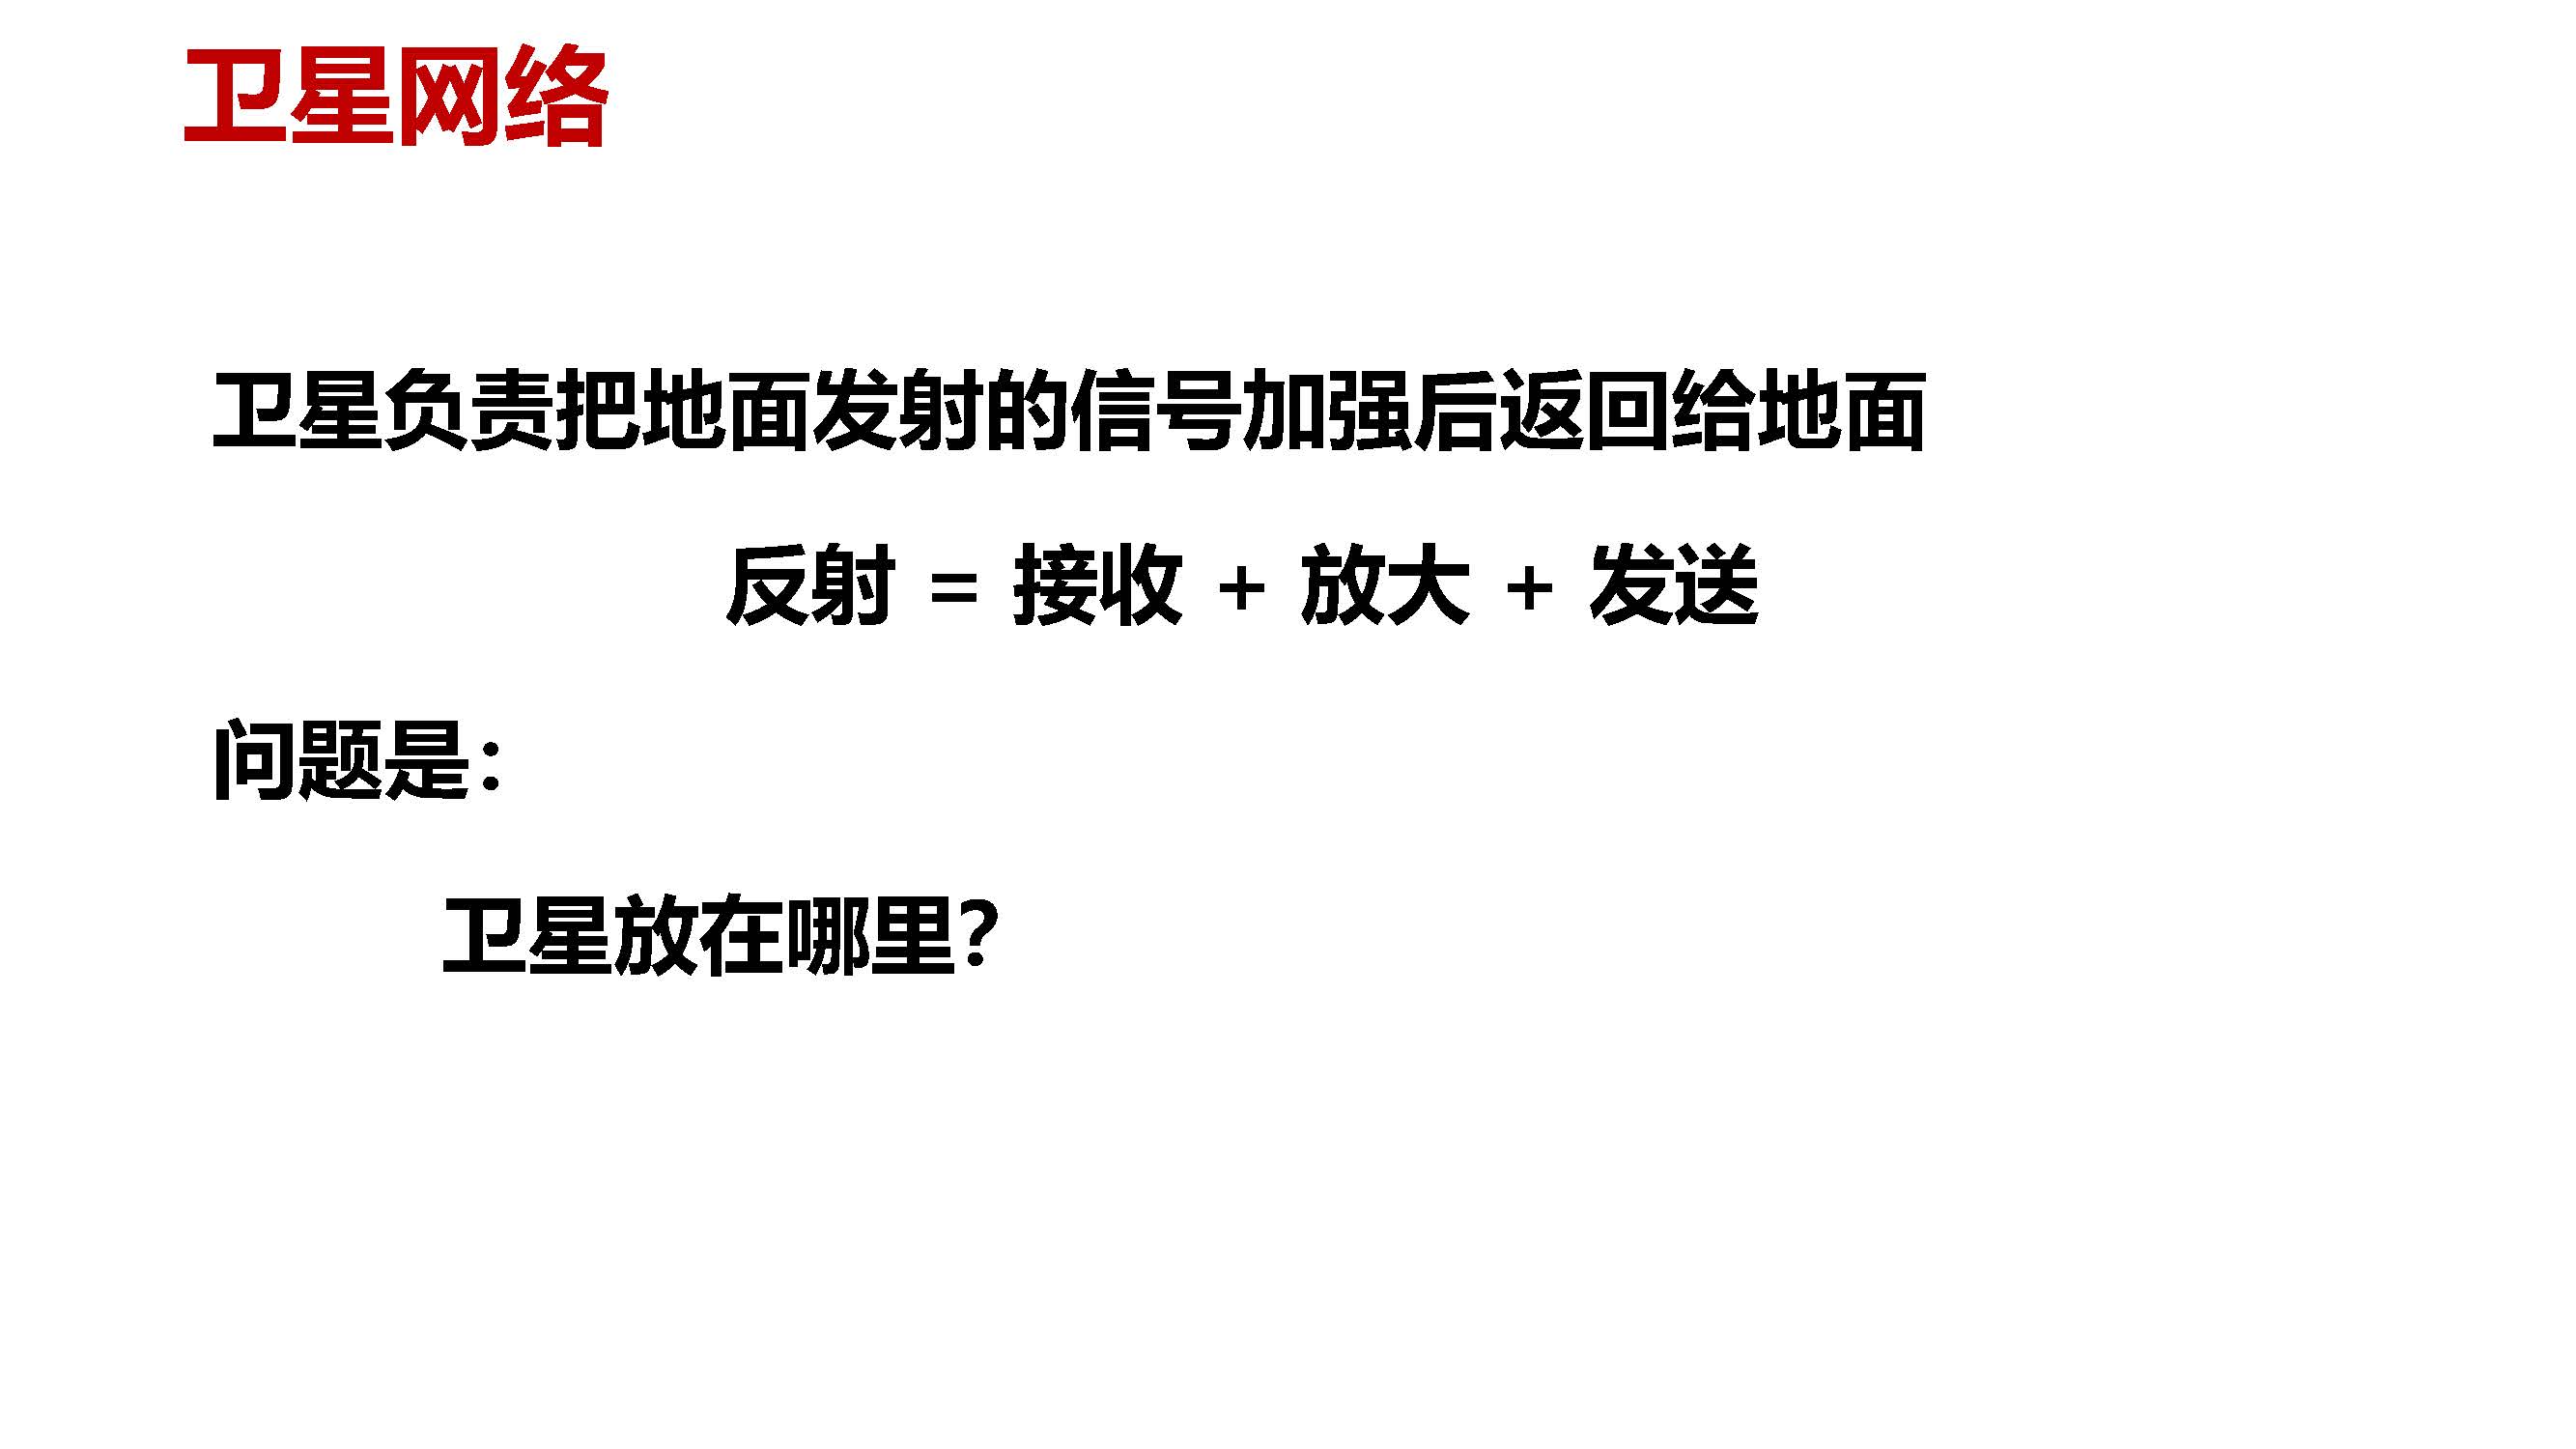 卫星网络
卫星负责把地面发射的信号加强后返回给地面
反射 = 接收 + 放大 + 发送
问题是：
卫星放在哪里？